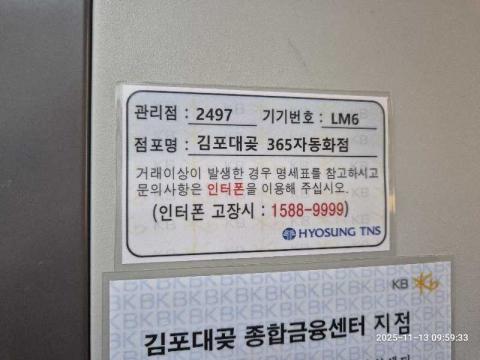 관리점 : 2497 기기번호 : LM6
점포명 : 김포대곶 365자동화점
거래이상이 발생한 경우 명세표를 참고하시고
문의사항은 인터폰을 이용해 주십시오.
(인터폰 고장시 : 1588-9999)
HYOSUNG TNS
KB
김포대곶 종합금융센터 지점
2025-11-13 09:59:33